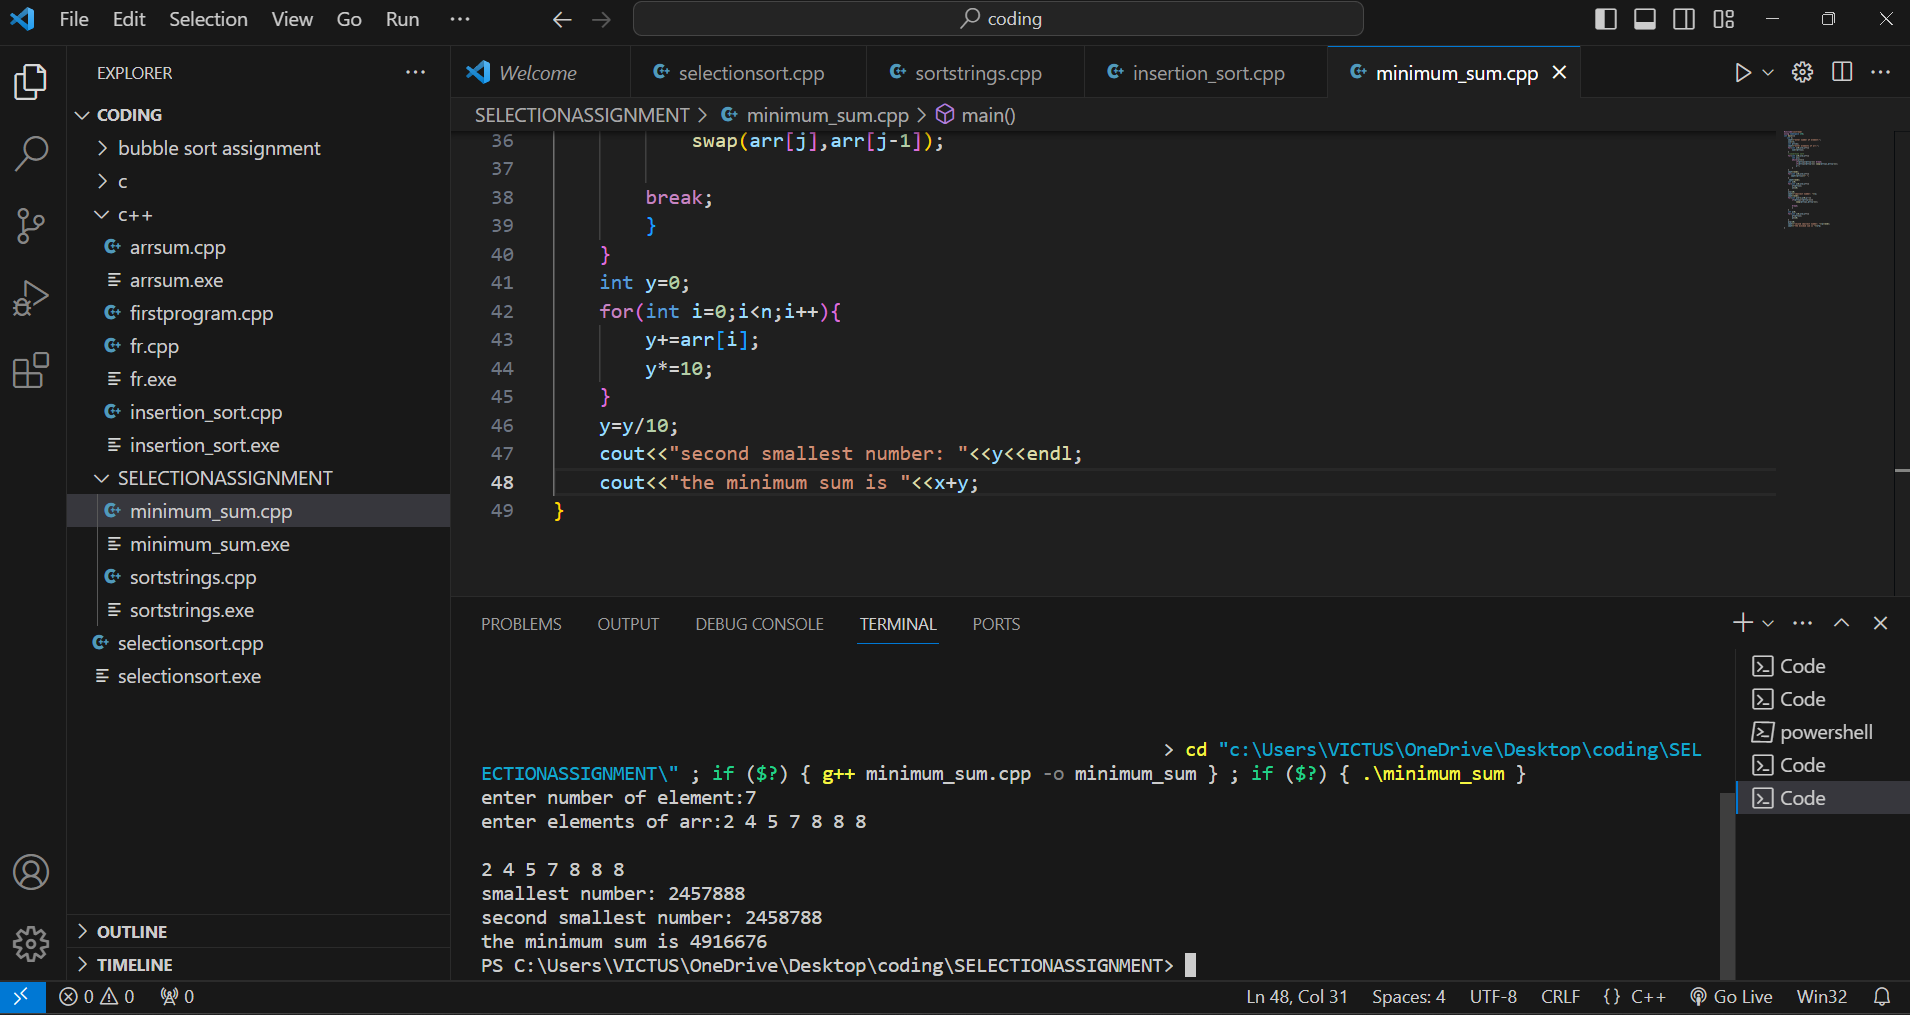 File Edit Selection View Go Run ··· coding
EXPLORER ···
CODING
bubble sort assignment
c
c++
arrsum.cpp
arrsum.exe
firstprogram.cpp
fr.cpp
fr.exe
insertion_sort.cpp
insertion_sort.exe
SELECTIONASSIGNMENT
minimum_sum.cpp
minimum_sum.exe
sortstrings.cpp
sortstrings.exe
selectionsort.cpp
selectionsort.exe
OUTLINE
TIMELINE
Welcome selectionsort.cpp sortstrings.cpp insertion_sort.cpp minimum_sum.cpp
SELECTIONASSIGNMENT > minimum_sum.cpp > main()
36 swap(arr[j],arr[j-1]);
37
38 break;
39 }
40 }
41 int y=0;
42 for(int i=0;i<n;i++){
43 y+=arr[i];
44 y*=10;
45 }
46 y=y/10;
47 cout<<"second smallest number: "<<y<<endl;
48 cout<<"the minimum sum is "<<x+y;
49 }
PROBLEMS OUTPUT DEBUG CONSOLE TERMINAL PORTS
> cd "c:\Users\VICTUS\OneDrive\Desktop\coding\SEL
ECTIONASSIGNMENT\" ; if ($?) { g++ minimum_sum.cpp -o minimum_sum } ; if ($?) { .\minimum_sum }
enter number of element:7
enter elements of arr:2 4 5 7 8 8 8
2 4 5 7 8 8 8
smallest number: 2457888
second smallest number: 2458788
the minimum sum is 4916676
PS C:\Users\VICTUS\OneDrive\Desktop\coding\SELECTIONASSIGNMENT>
Code
Code
powershell
Code
Code
0 0 0 Ln 48, Col 31 Spaces: 4 UTF-8 CRLF {} C++ Go Live Win32